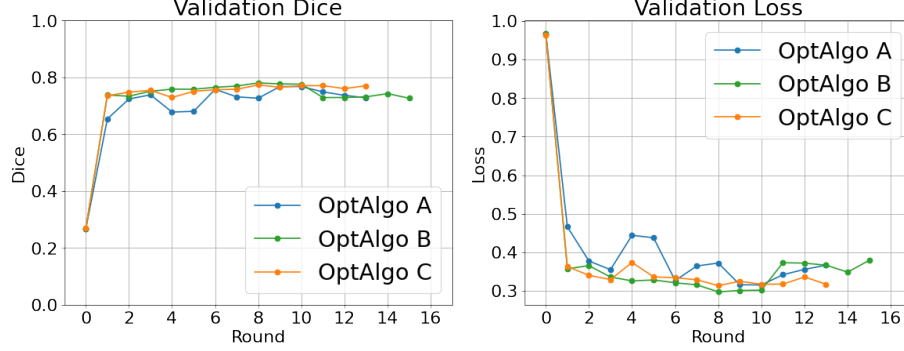 Validation Dice
1.0
0.8
0.6
0.4
0.2
0.0
Dice
0 2 4 6 8 10 12 14 16
Round
OptAlgo A
OptAlgo B
OptAlgo C
Validation Loss
1.0
0.9
0.8
0.7
0.6
0.5
0.4
0.3
Loss
0 2 4 6 8 10 12 14 16
Round
OptAlgo A
OptAlgo B
OptAlgo C